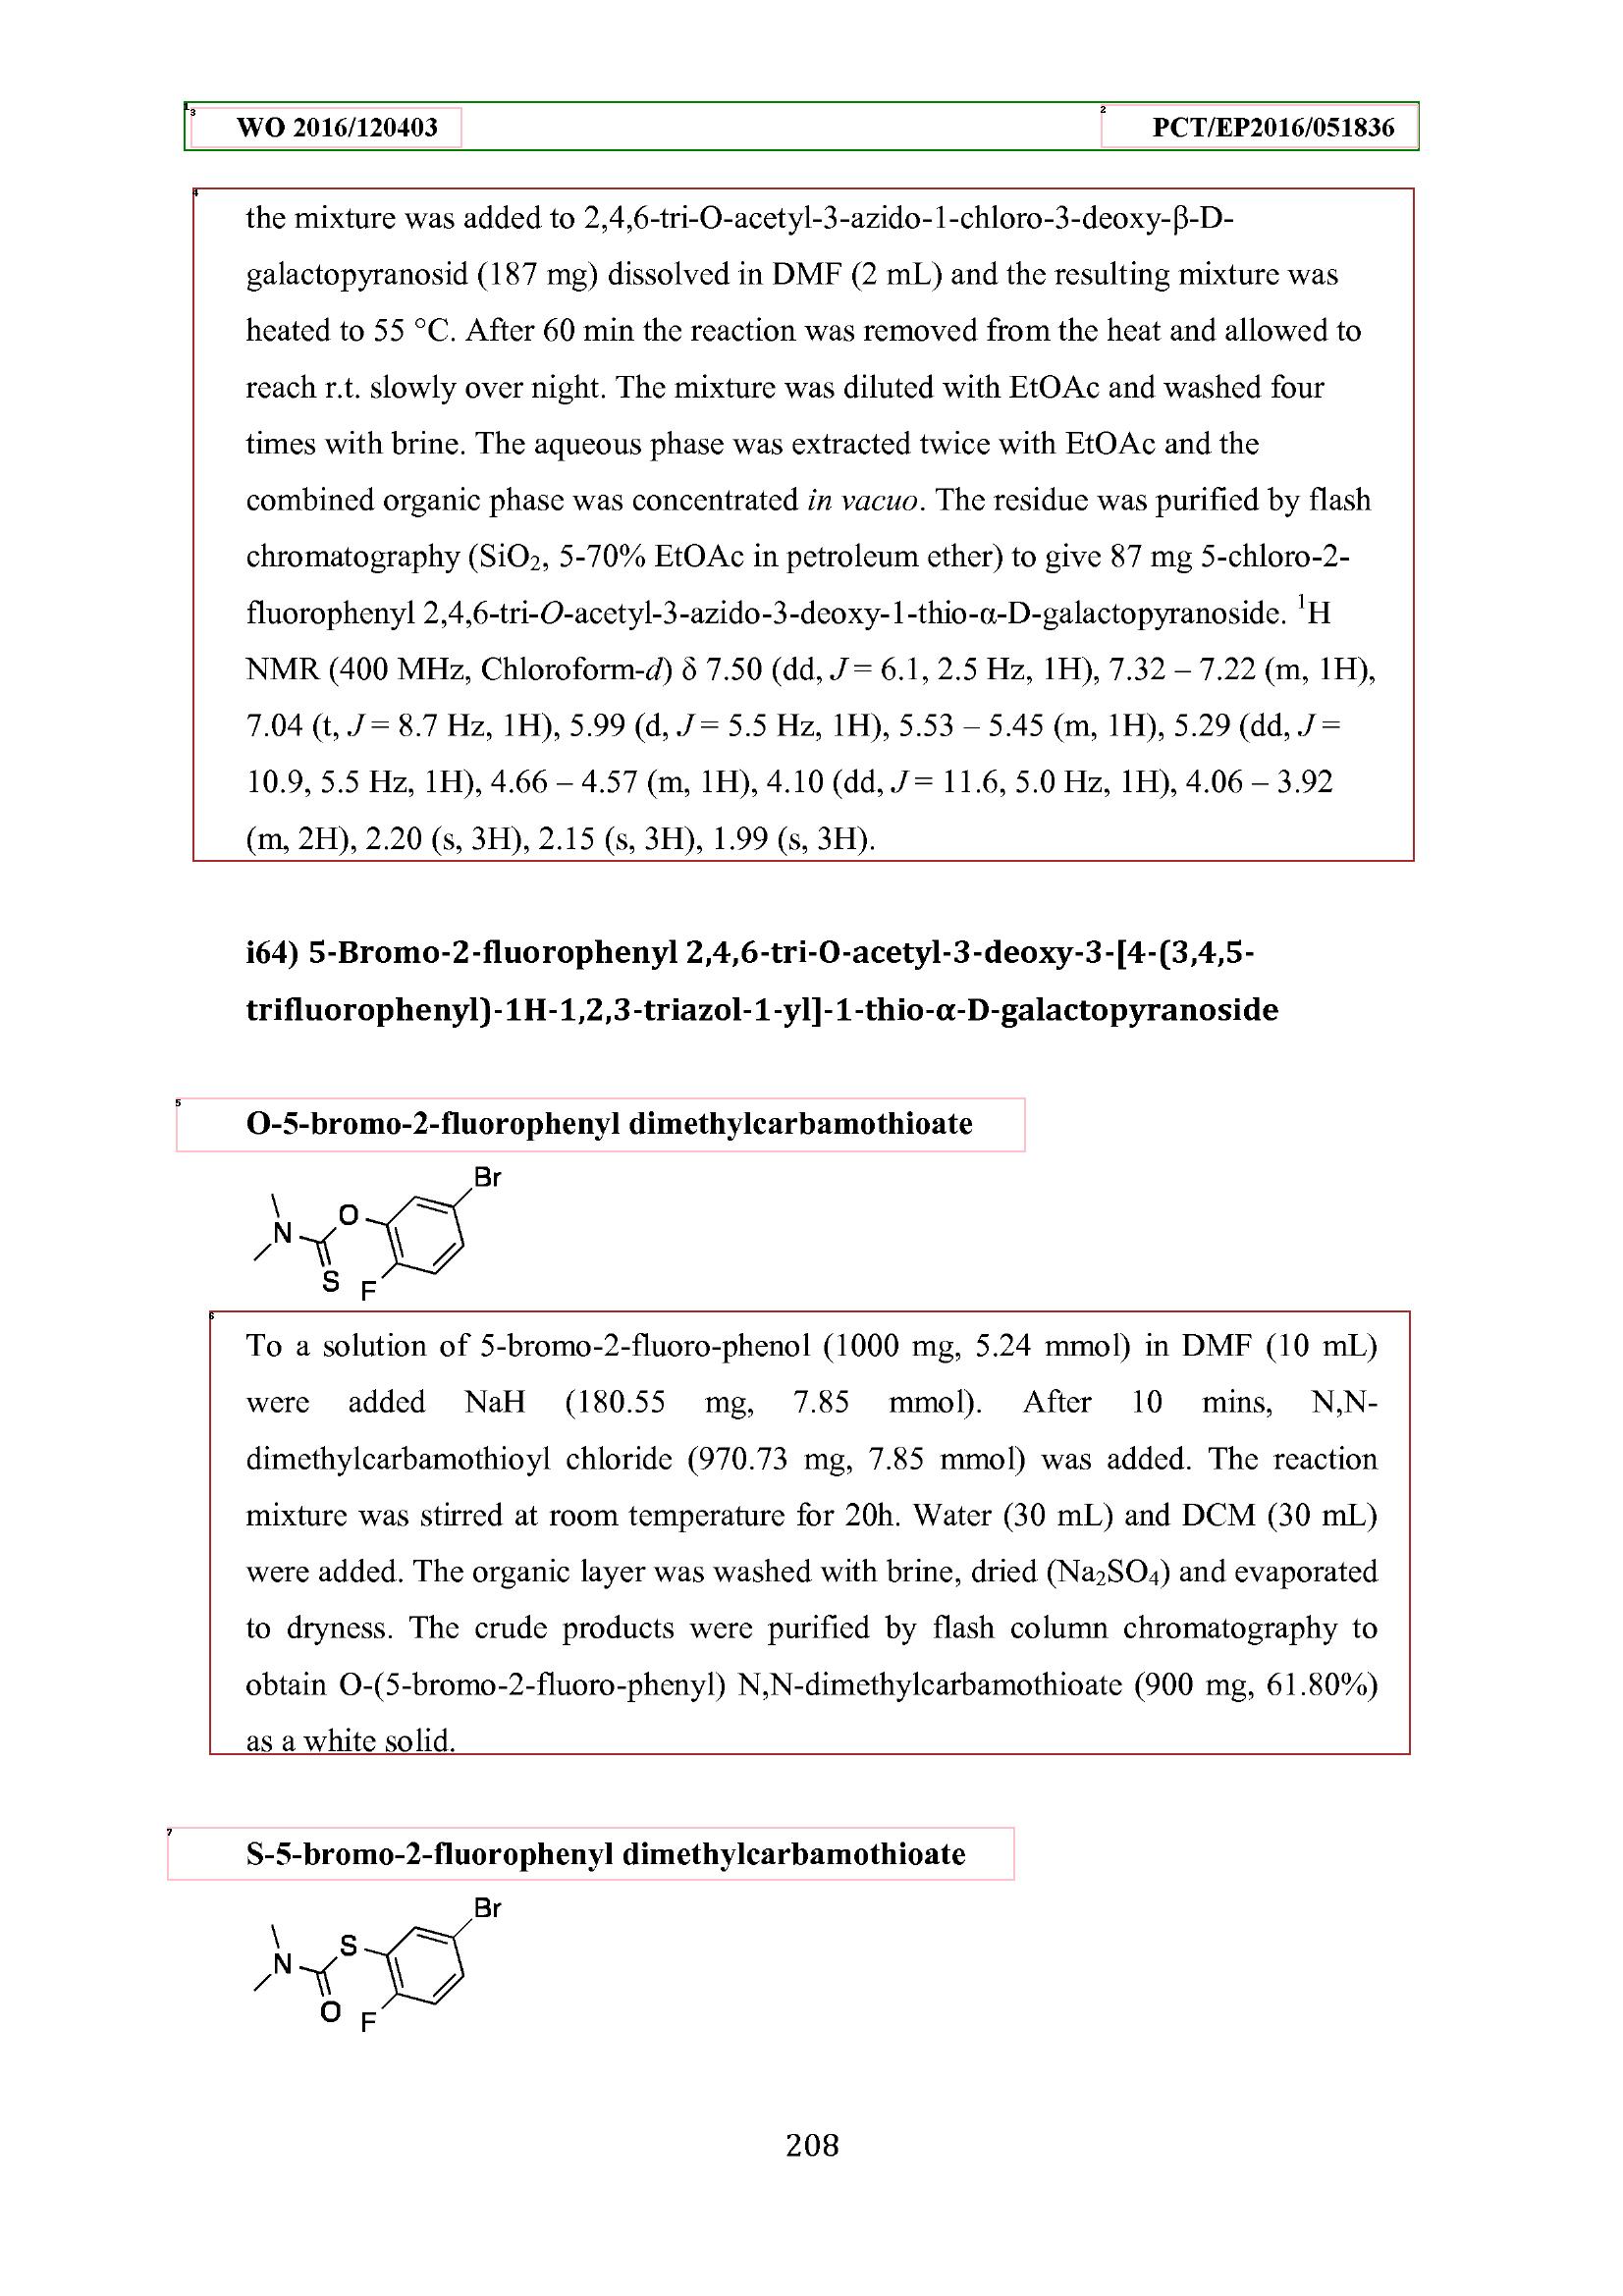 WO 2016/120403 PCT/EP2016/051836
the mixture was added to 2,4,6-tri-O-acetyl-3-azido-1-chloro-3-deoxy-β-D-
galactopyranosid (187 mg) dissolved in DMF (2 mL) and the resulting mixture was
heated to 55 °C. After 60 min the reaction was removed from the heat and allowed to
reach r.t. slowly over night. The mixture was diluted with EtOAc and washed four
times with brine. The aqueous phase was extracted twice with EtOAc and the
combined organic phase was concentrated in vacuo. The residue was purified by flash
chromatography (SiO₂, 5-70% EtOAc in petroleum ether) to give 87 mg 5-chloro-2-
fluorophenyl 2,4,6-tri-O-acetyl-3-azido-3-deoxy-1-thio-α-D-galactopyranoside. ¹H
NMR (400 MHz, Chloroform-d) δ 7.50 (dd, J = 6.1, 2.5 Hz, 1H), 7.32 – 7.22 (m, 1H),
7.04 (t, J = 8.7 Hz, 1H), 5.99 (d, J = 5.5 Hz, 1H), 5.53 – 5.45 (m, 1H), 5.29 (dd, J =
10.9, 5.5 Hz, 1H), 4.66 – 4.57 (m, 1H), 4.10 (dd, J = 11.6, 5.0 Hz, 1H), 4.06 – 3.92
(m, 2H), 2.20 (s, 3H), 2.15 (s, 3H), 1.99 (s, 3H).
i64) 5-Bromo-2-fluorophenyl 2,4,6-tri-O-acetyl-3-deoxy-3-[4-(3,4,5-
trifluorophenyl)-1H-1,2,3-triazol-1-yl]-1-thio-α-D-galactopyranoside
O-5-bromo-2-fluorophenyl dimethylcarbamothioate
Br
O
N
S F
To a solution of 5-bromo-2-fluoro-phenol (1000 mg, 5.24 mmol) in DMF (10 mL)
were added NaH (180.55 mg, 7.85 mmol). After 10 mins, N,N-
dimethylcarbamothioyl chloride (970.73 mg, 7.85 mmol) was added. The reaction
mixture was stirred at room temperature for 20h. Water (30 mL) and DCM (30 mL)
were added. The organic layer was washed with brine, dried (Na₂SO₄) and evaporated
to dryness. The crude products were purified by flash column chromatography to
obtain O-(5-bromo-2-fluoro-phenyl) N,N-dimethylcarbamothioate (900 mg, 61.80%)
as a white solid.
S-5-bromo-2-fluorophenyl dimethylcarbamothioate
Br
S
N
O F
208